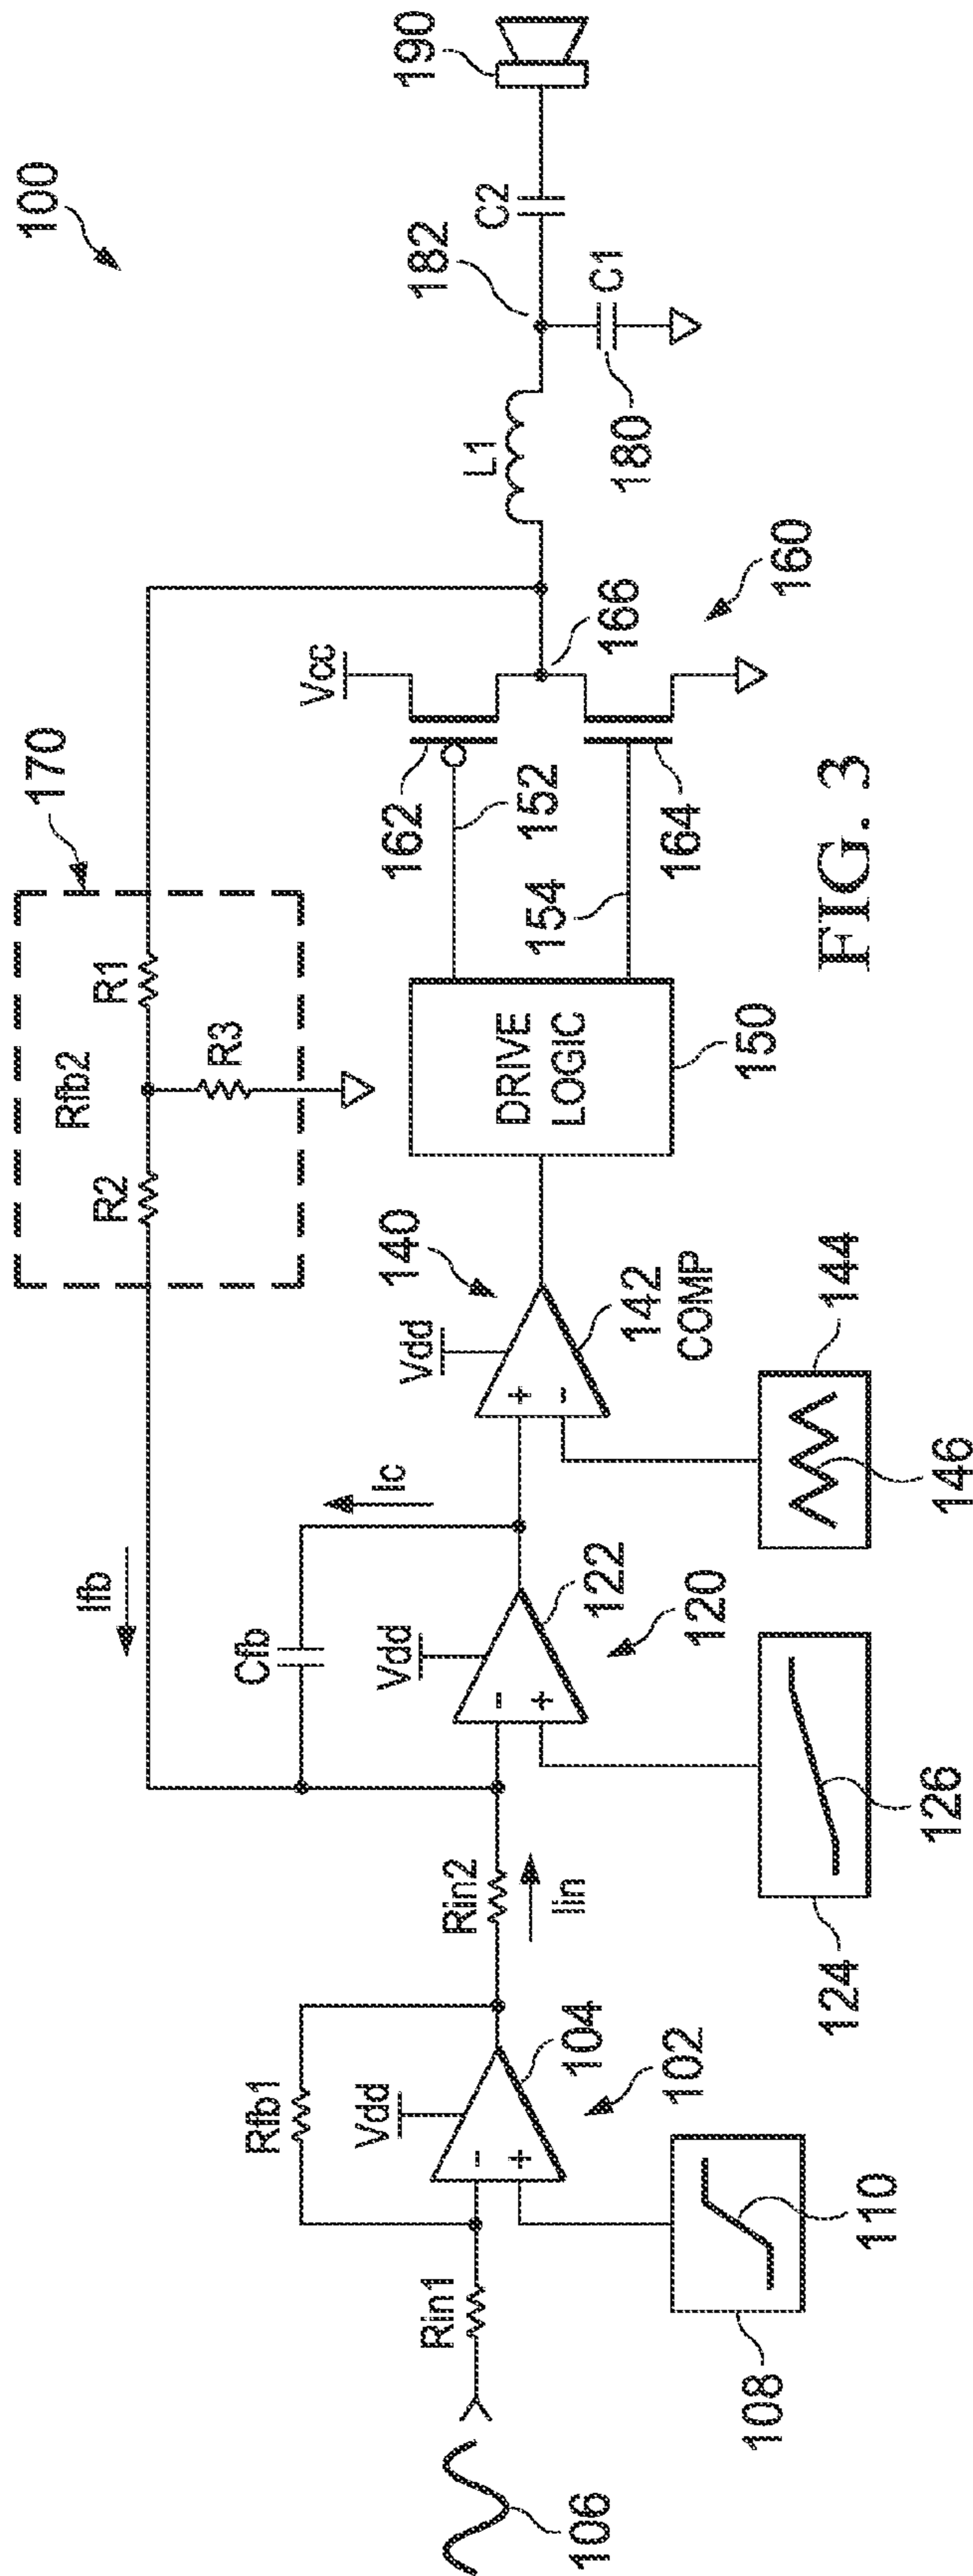 100
170
Rfb2
R2
R1
R3
Ifb
Cfb
Iic
Vcc
162
152
166
160
L1
182
C2
190
C1
180
Rfb1
Vdd
Rin2
Iin
Vdd
Vdd
140
DRIVE
LOGIC
154
164
150
Rin1
-
+
104
102
-
+
122
120
+
-
142
COMP
106
108
110
124
126
144
146
FIG. 3